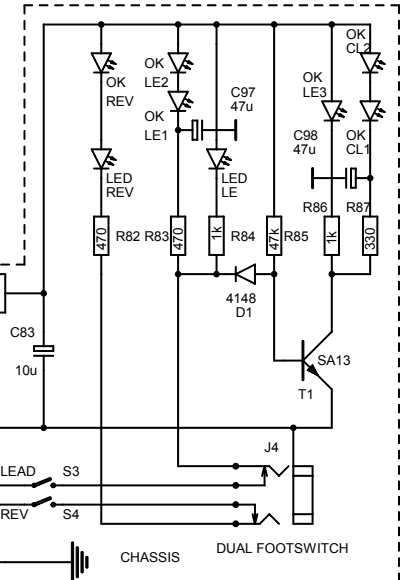 OK
CL2
OK
REV
OK
LE2
C97
47u
OK
LE3
OK
LE1
C98
47u
OK
CL1
LED
REV
LED
LE
R86
R87
470
R82
R83
470
1k
R84
47k
R85
1k
330
4148
D1
C83
10u
SA13
T1
J4
LEAD
S3
REV
S4
CHASSIS
DUAL FOOTSWITCH